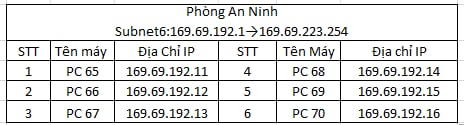 Phòng An Ninh
Subnet6:169.69.192.1→169.69.223.254
STT Tên máy Địa Chỉ IP STT Tên Máy Địa chỉ IP
1 PC 65 169.69.192.11 4 PC 68 169.69.192.14
2 PC 66 169.69.192.12 5 PC 69 169.69.192.15
3 PC 67 169.69.192.13 6 PC 70 169.69.192.16